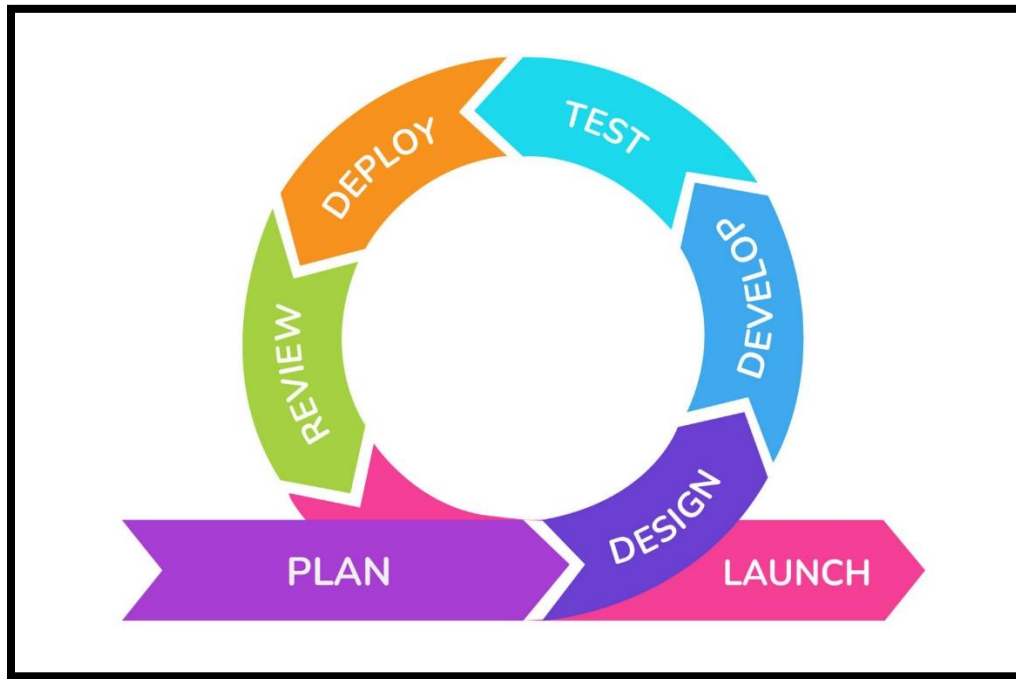 PLAN
DESIGN
DEVELOP
TEST
DEPLOY
REVIEW
LAUNCH